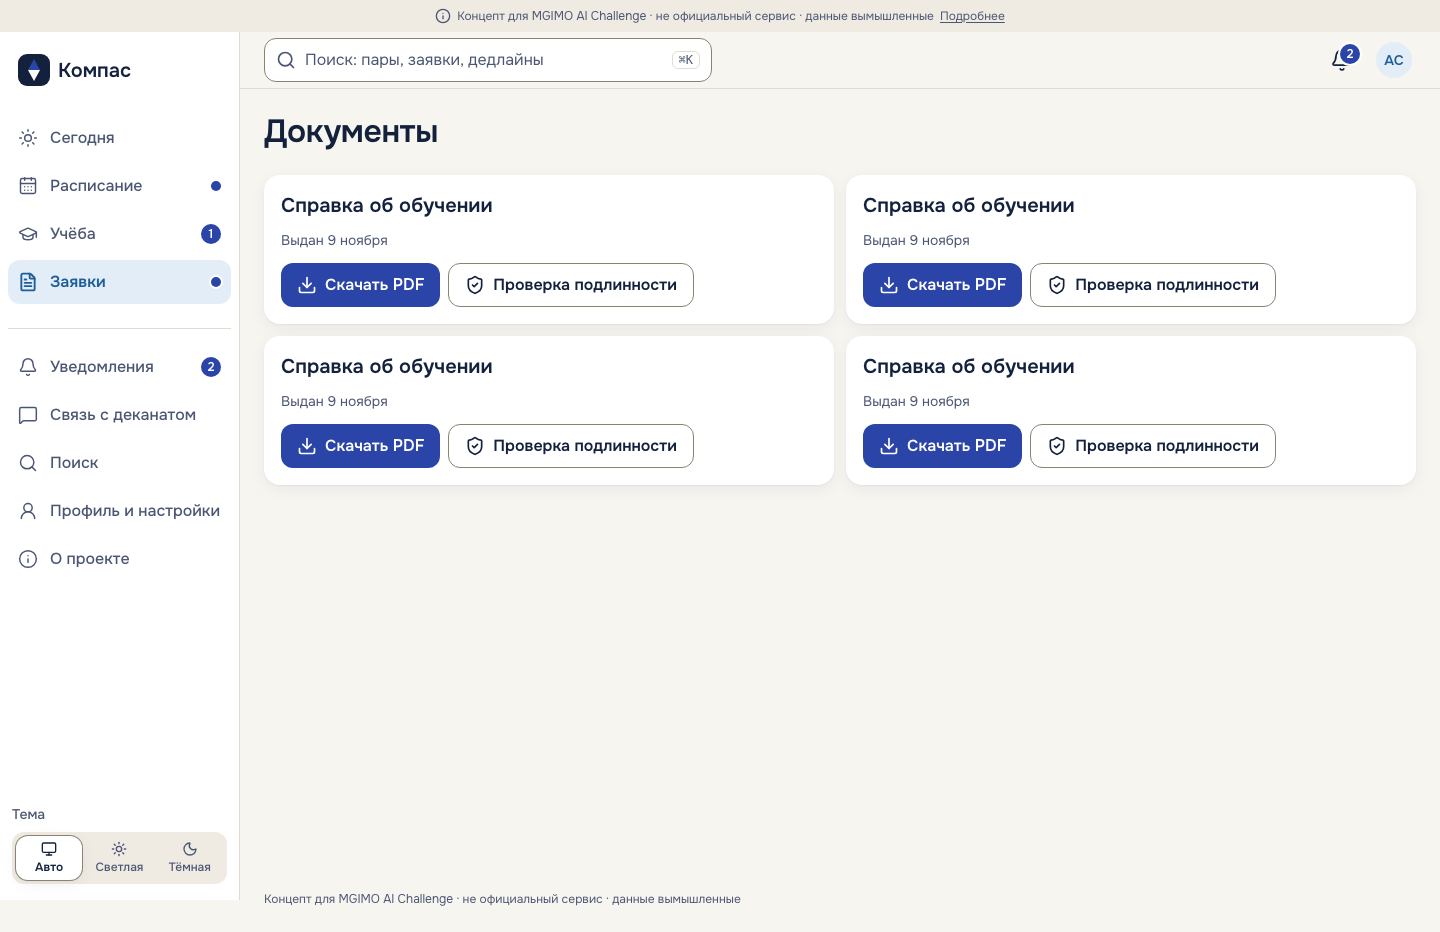 Концепт для MGIMO AI Challenge · не официальный сервис · данные вымышленные Подробнее
Компас
Поиск: пары, заявки, дедлайны
⌘K
2
АС
Сегодня
Расписание
Учёба
1
Заявки
Уведомления
2
Связь с деканатом
Поиск
Профиль и настройки
О проекте
Тема
Авто
Светлая
Тёмная
Документы
Справка об обучении
Выдан 9 ноября
Скачать PDF
Проверка подлинности
Справка об обучении
Выдан 9 ноября
Скачать PDF
Проверка подлинности
Справка об обучении
Выдан 9 ноября
Скачать PDF
Проверка подлинности
Справка об обучении
Выдан 9 ноября
Скачать PDF
Проверка подлинности
Концепт для MGIMO AI Challenge · не официальный сервис · данные вымышленные